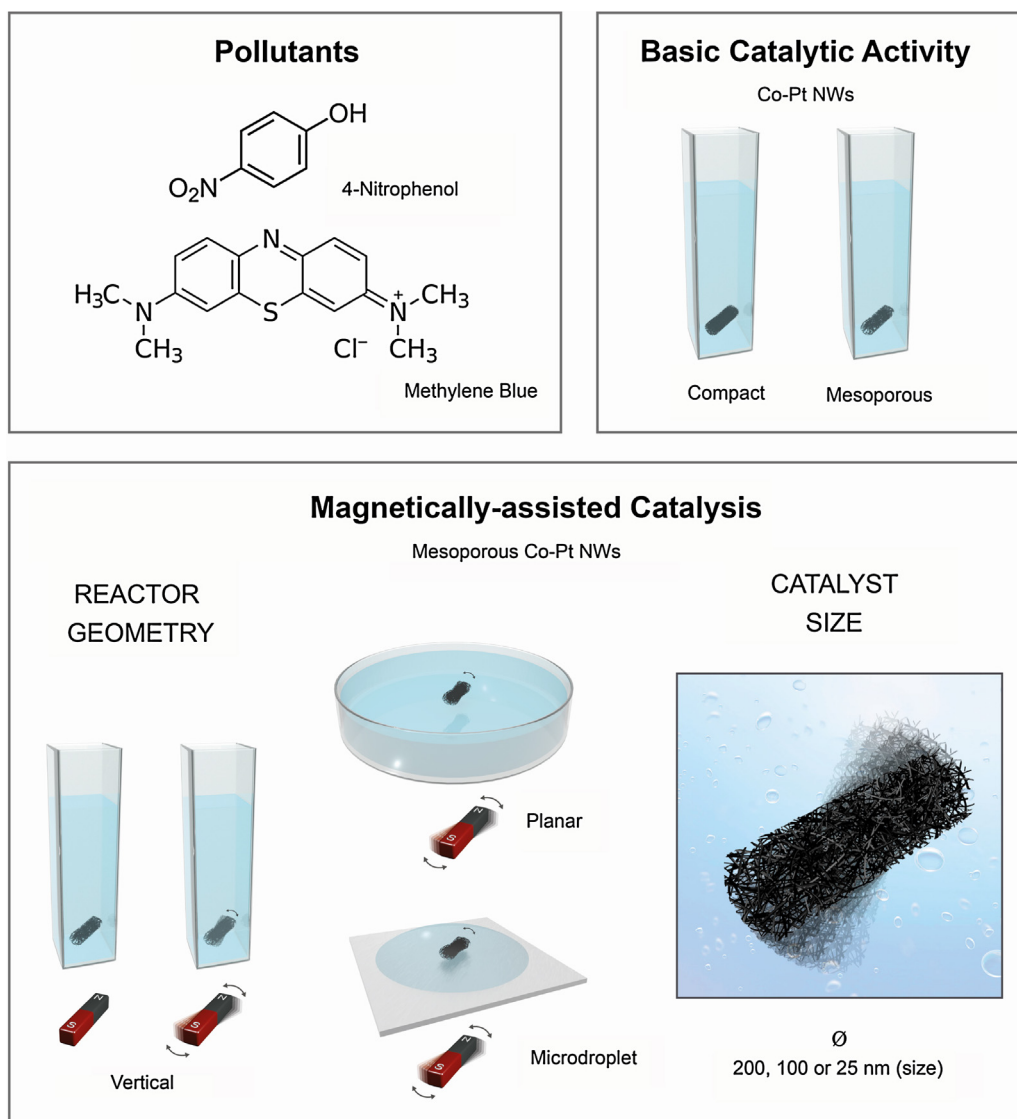 Pollutants
OH
O₂N
4-Nitrophenol
N
H₃C
CH₃
N
S
N
+
CH₃
Cl⁻
CH₃
Methylene Blue
Basic Catalytic Activity
Co-Pt NWs
Compact
Mesoporous
Magnetically-assisted Catalysis
Mesoporous Co-Pt NWs
REACTOR
GEOMETRY
N
S
N
S
Vertical
N
S
Planar
N
S
Microdroplet
CATALYST
SIZE
Ø
200, 100 or 25 nm (size)